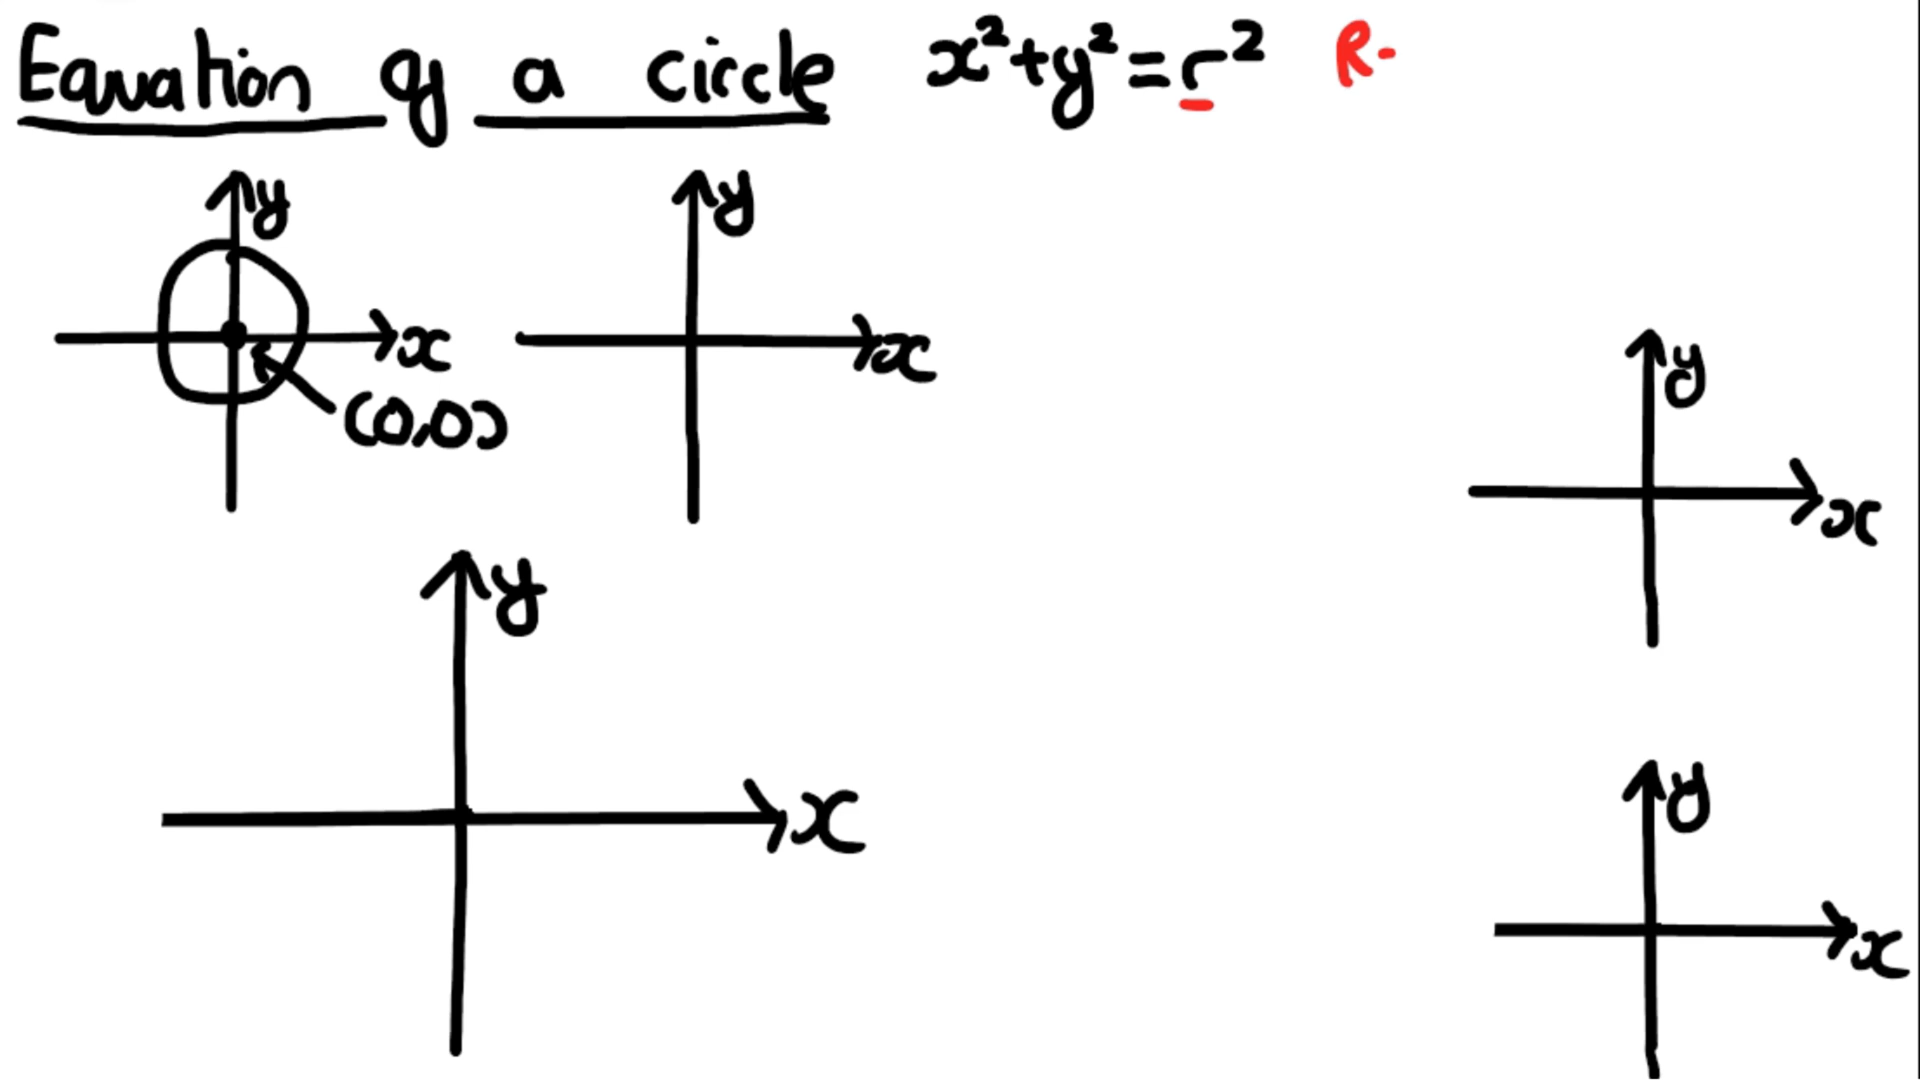 Equation of a circle x²+y²=r² R-
y
y
x
x
(0,0)
y
x
y
x
y
x